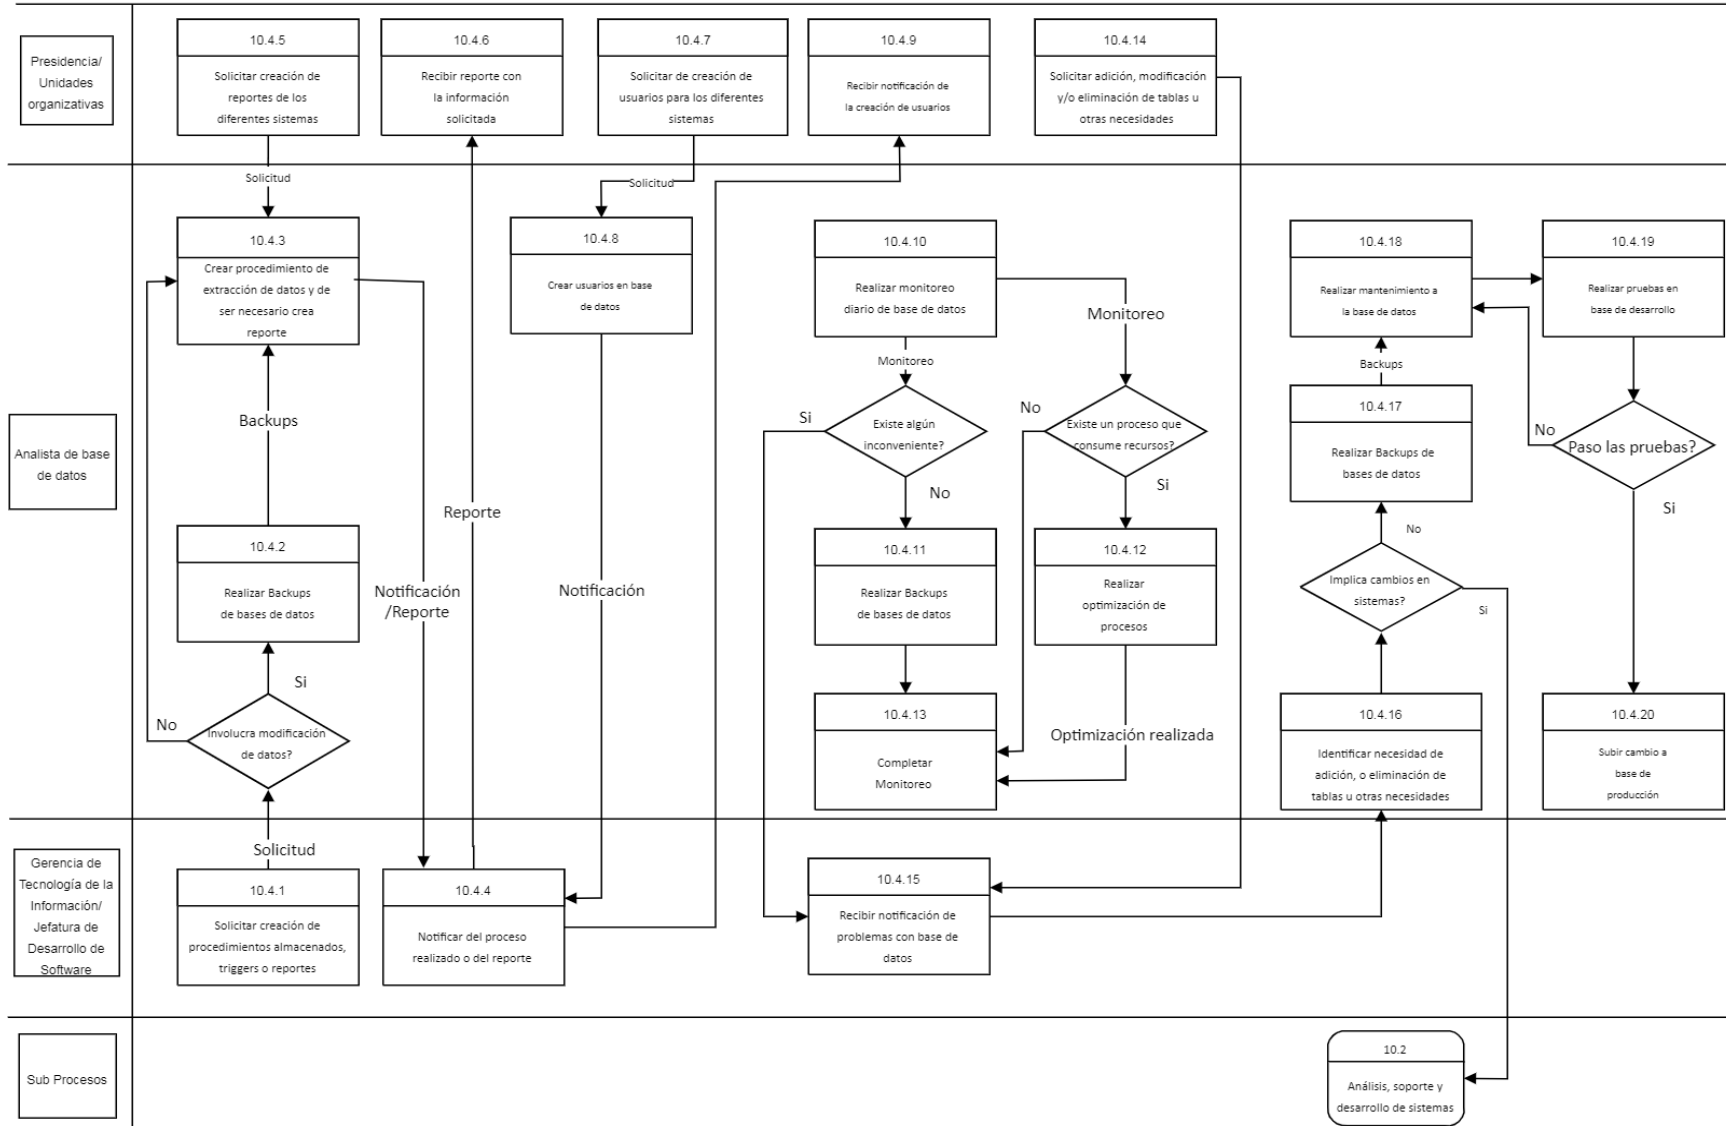 Presidencia/
Unidades
organizativas
10.4.5
Solicitar creación de
reportes de los
diferentes sistemas
10.4.6
Recibir reporte con
la información
solicitada
10.4.7
Solicitar de creación de
usuarios para los diferentes
sistemas
10.4.9
Recibir notificación de
la creación de usuarios
10.4.14
Solicitar adición, modificación
y/o eliminación de tablas u
otras necesidades
Analista de base
de datos
Solicitud
10.4.3
Crear procedimiento de
extracción de datos y de
ser necesario crea
reporte
Backups
10.4.2
Realizar Backups
de bases de datos
Si
No
Involucra modificación
de datos?
Notificación
/Reporte
Reporte
Solicitud
10.4.8
Crear usuarios en base
de datos
Notificación
10.4.10
Realizar monitoreo
diario de base de datos
Monitoreo
Monitoreo
Si
Existe algún
inconveniente?
No
No
Existe un proceso que
consume recursos?
Si
10.4.11
Realizar Backups
de bases de datos
10.4.12
Realizar
optimización de
procesos
10.4.13
Completar
Monitoreo
Optimización realizada
10.4.18
Realizar mantenimiento a
la base de datos
10.4.19
Realizar pruebas en
base de desarrollo
Backups
10.4.17
Realizar Backups de
bases de datos
No
Paso las pruebas?
Si
No
Implica cambios en
sistemas?
Si
10.4.16
Identificar necesidad de
adición, o eliminación de
tablas u otras necesidades
10.4.20
Subir cambio a
base de
producción
Gerencia de
Tecnología de la
Información/
Jefatura de
Desarrollo de
Software
Solicitud
10.4.1
Solicitar creación de
procedimientos almacenados,
triggers o reportes
10.4.4
Notificar del proceso
realizado o del reporte
10.4.15
Recibir notificación de
problemas con base de
datos
Sub Procesos
10.2
Análisis, soporte y
desarrollo de sistemas